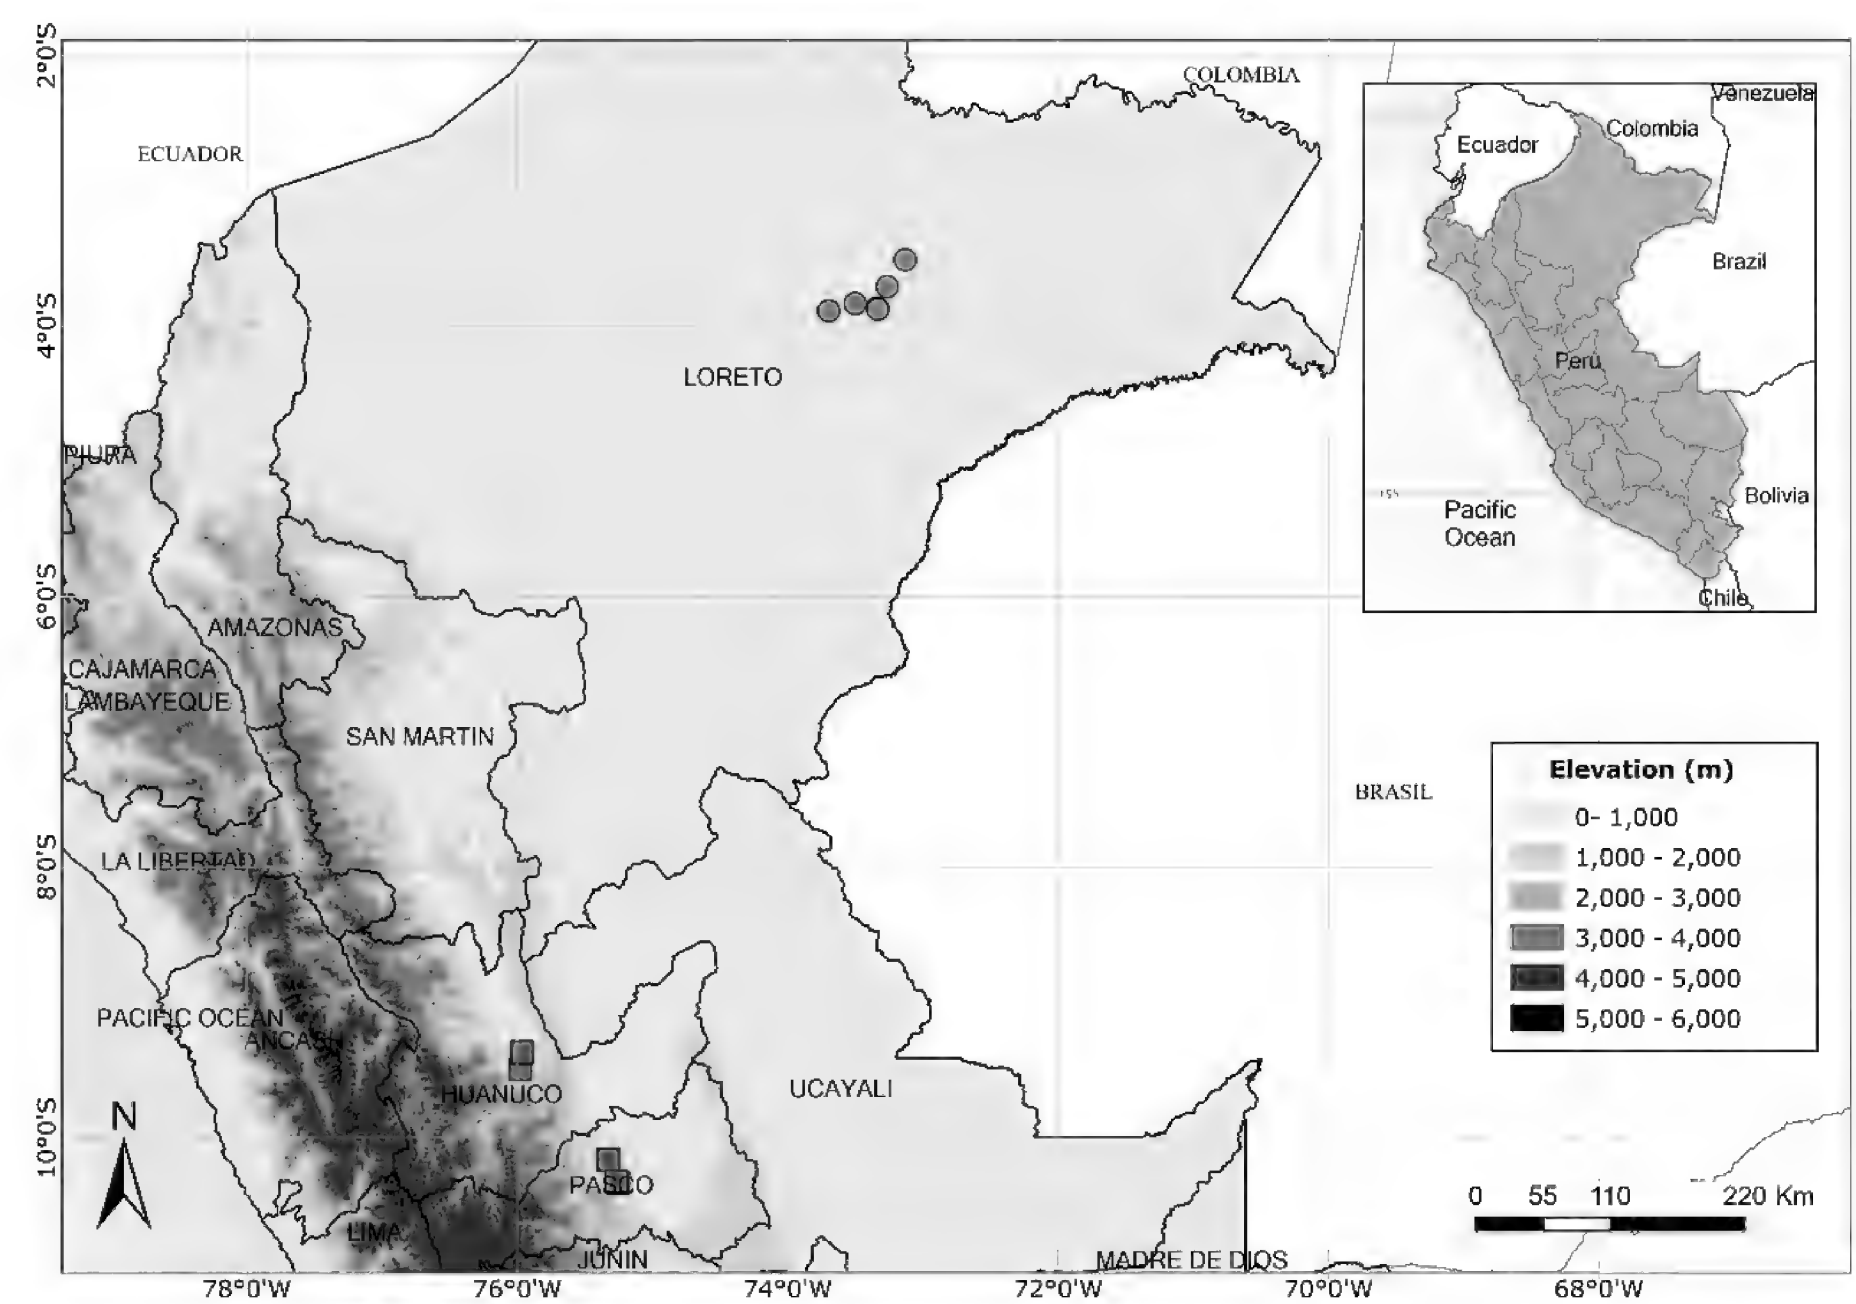 2°0'S
COLOMBIA
ECUADOR
Venezuela
Colombia
Ecuador
Brazil
4°0'S
LORETO
Perú
PIURA
Bolivia
Pacific
Ocean
6°0'S
Chile
AMAZONAS
CAJAMARCA
LAMBAYEQUE
SAN MARTIN
BRASIL
Elevation (m)
0- 1,000
1,000 - 2,000
2,000 - 3,000
3,000 - 4,000
4,000 - 5,000
5,000 - 6,000
8°0'S
LA LIBERTAD
PACIFIC OCEAN
ANCASH
HUANUCO
UCAYALI
10°0'S
N
PASCO
LIMA
JUNIN
MADRE DE DIOS
0 55 110 220 Km
78°0'W 76°0'W 74°0'W 72°0'W 70°0'W 68°0'W